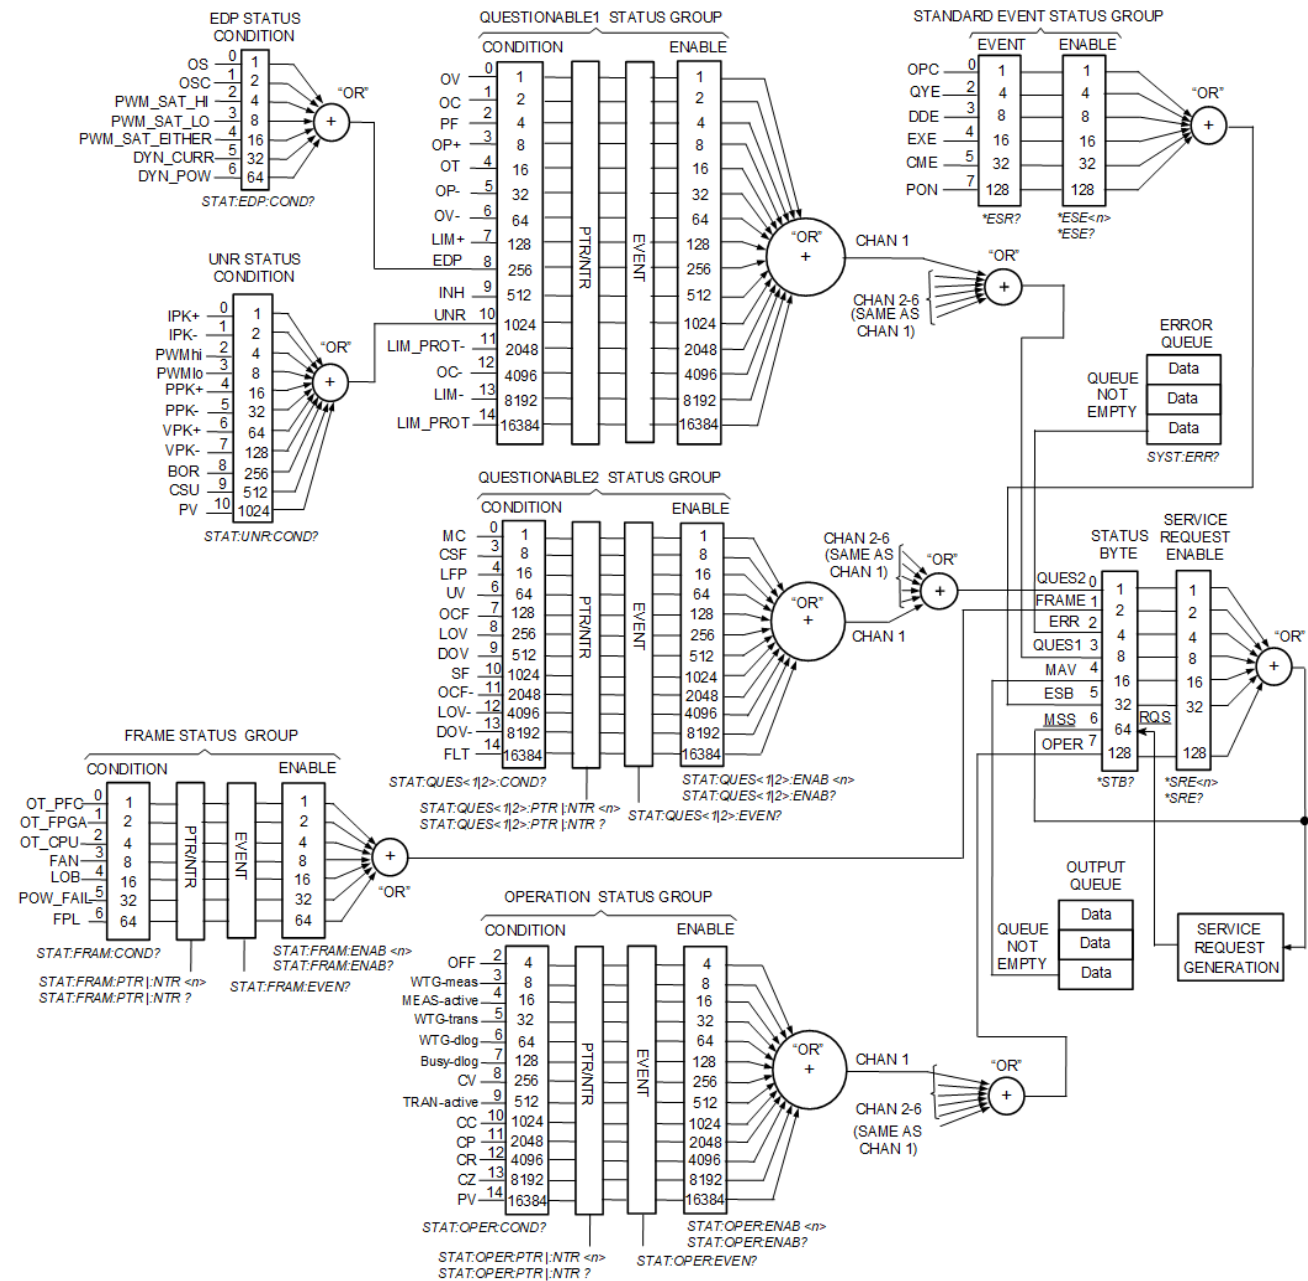 EDP STATUS
CONDITION
OS 0 1
OSC 1 2
PWM_SAT_HI 2 4
PWM_SAT_LO 3 8
PWM_SAT_EITHER 4 16
DYN_CURR 5 32
DYN_POW 6 64
"OR"
+
STAT:EDP:COND?
UNR STATUS
CONDITION
IPK+ 0 1
IPK- 1 2
PWMhi 2 4
PWMlo 3 8
PPK+ 4 16
PPK- 5 32
VPK+ 6 64
VPK- 7 128
BOR 8 256
CSU 9 512
PV 10 1024
"OR"
+
STAT:UNR:COND?
QUESTIONABLE1 STATUS GROUP
CONDITION ENABLE
OV 0 1 1
OC 1 2 2
PF 2 4 4
OP+ 3 8 8
OT 4 16 16
OP- 5 32 32
OV- 6 64 64
LIM+ 7 128 128
EDP 8 256 256
INH 9 512 512
UNR 10 1024 1024
LIM_PROT- 11 2048 2048
OC- 12 4096 4096
LIM- 13 8192 8192
LIM_PROT 14 16384 16384
PTR/NTR
EVENT
"OR"
+
CHAN 1
CHAN 2-6
(SAME AS
CHAN 1)
"OR"
+
STANDARD EVENT STATUS GROUP
EVENT ENABLE
OPC 0 1 1
QYE 2 4 4
DDE 3 8 8
EXE 4 16 16
CME 5 32 32
PON 7 128 128
"OR"
+
*ESR?
*ESE<n>
*ESE?
ERROR
QUEUE
QUEUE
NOT
EMPTY
Data
Data
Data
SYST:ERR?
QUESTIONABLE2 STATUS GROUP
CONDITION ENABLE
MC 0 1 1
CSF 3 8 8
LFP 4 16 16
UV 6 64 64
OCF 7 128 128
LOV 8 256 256
DOV 9 512 512
SF 10 1024 1024
OCF- 11 2048 2048
LOV- 12 4096 4096
DOV- 13 8192 8192
FLT 14 16384 16384
PTR/NTR
EVENT
"OR"
+
CHAN 2-6
(SAME AS
CHAN 1)
CHAN 1
"OR"
+
STAT:QUES<1|2>:COND?
STAT:QUES<1|2>:PTR |:NTR <n>
STAT:QUES<1|2>:PTR |:NTR ?
STAT:QUES<1|2>:EVEN?
STAT:QUES<1|2>:ENAB <n>
STAT:QUES<1|2>:ENAB?
STATUS
BYTE
SERVICE
REQUEST
ENABLE
QUES2 0 1 1
FRAME 1 2 2
ERR 2 4 4
QUES1 3 8 8
MAV 4 16 16
ESB 5 32 32
MSS 6 64 RQS
OPER 7 128 128
"OR"
+
*STB?
*SRE<n>
*SRE?
FRAME STATUS GROUP
CONDITION ENABLE
OT_PFC 0 1 1
OT_FPGA 1 2 2
OT_CPU 2 4 4
FAN 3 8 8
LOB 4 16 16
POW_FAIL 5 32 32
FPL 6 64 64
PTR/NTR
EVENT
+
"OR"
STAT:FRAM:COND?
STAT:FRAM:PTR |:NTR <n>
STAT:FRAM:PTR |:NTR ?
STAT:FRAM:EVEN?
STAT:FRAM:ENAB <n>
STAT:FRAM:ENAB?
OUTPUT
QUEUE
QUEUE
NOT
EMPTY
Data
Data
Data
SERVICE
REQUEST
GENERATION
OPERATION STATUS GROUP
CONDITION ENABLE
OFF 2 4 4
WTG-meas 3 8 8
MEAS-active 4 16 16
WTG-trans 5 32 32
WTG-dlog 6 64 64
Busy-dlog 7 128 128
CV 8 256 256
TRAN-active 9 512 512
CC 10 1024 1024
CP 11 2048 2048
CR 12 4096 4096
CZ 13 8192 8192
PV 14 16384 16384
PTR/NTR
EVENT
"OR"
+
CHAN 1
CHAN 2-6
(SAME AS
CHAN 1)
"OR"
+
STAT:OPER:COND?
STAT:OPER:PTR |:NTR <n>
STAT:OPER:PTR |:NTR ?
STAT:OPER:EVEN?
STAT:OPER:ENAB <n>
STAT:OPER:ENAB?